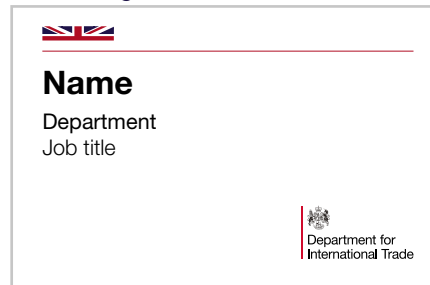 Name
Department
Job title
Department for
International Trade